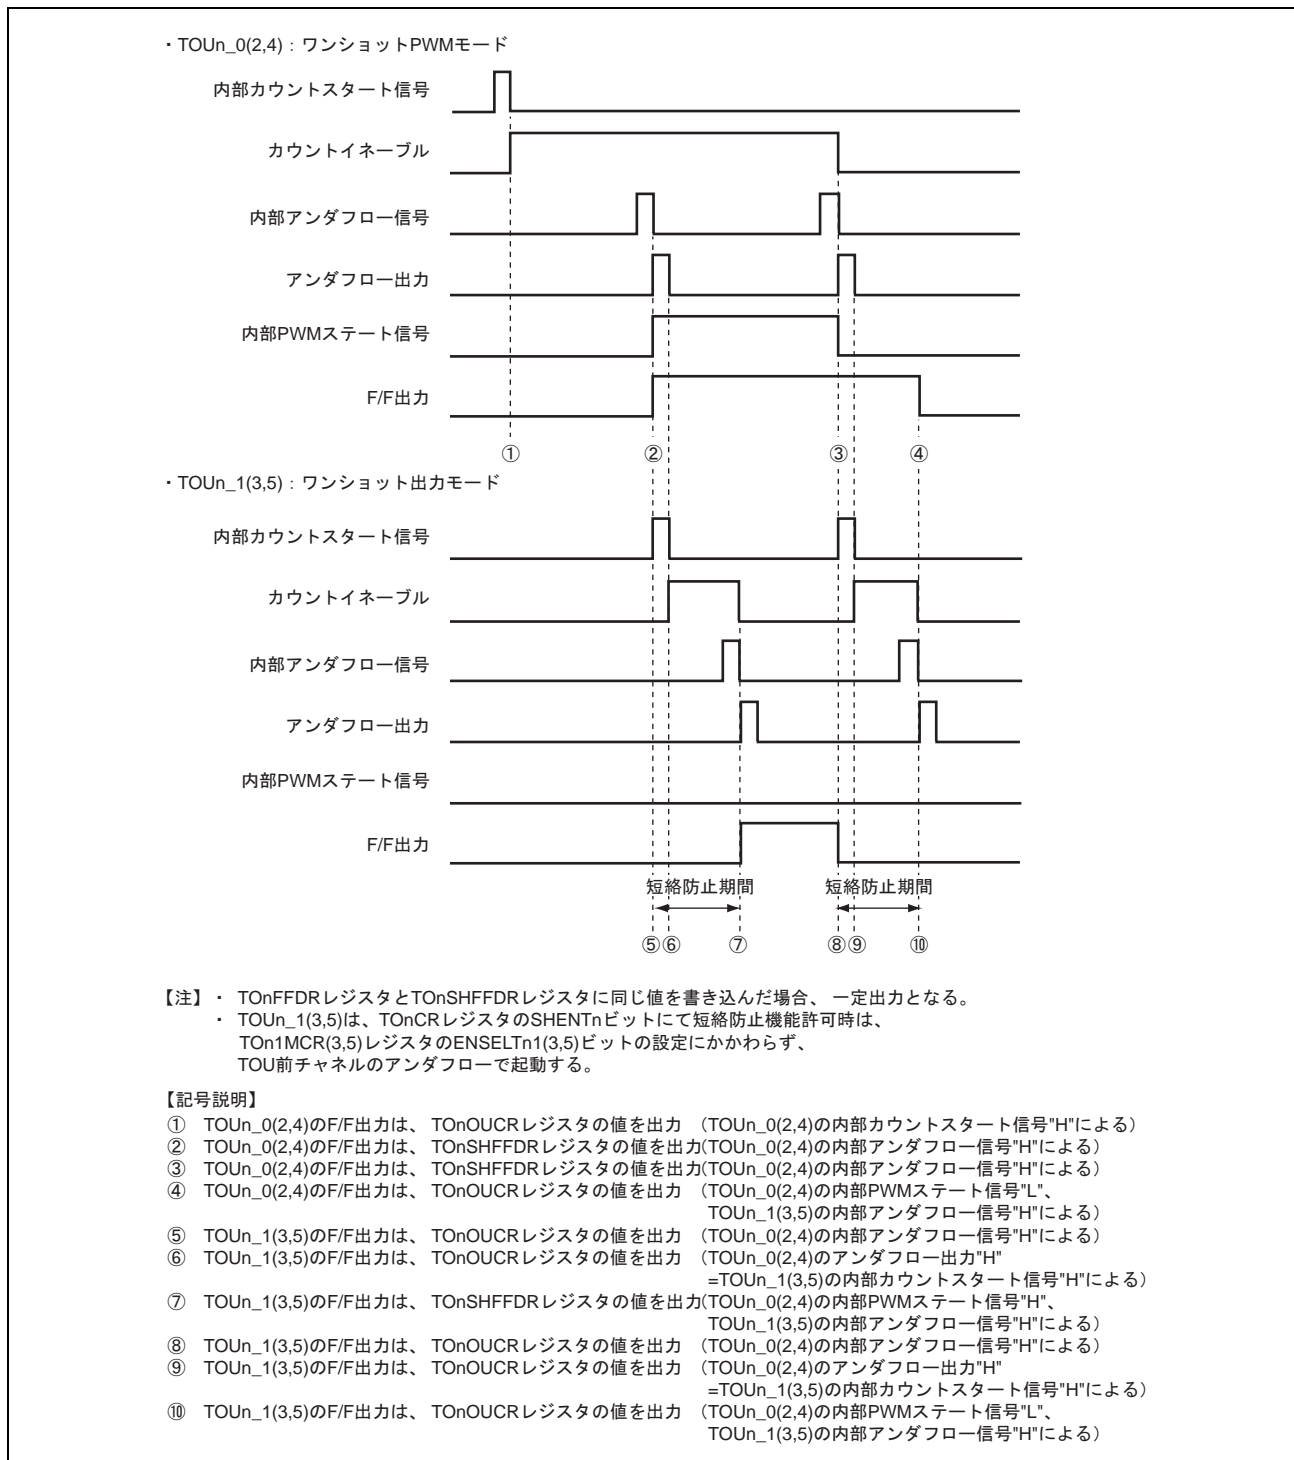 ・TOUn_0(2,4)：ワンショットPWMモード
内部カウントスタート信号
カウントイネーブル
内部アンダフロー信号
アンダフロー出力
内部PWMステート信号
F/F出力
① ② ③ ④
・TOUn_1(3,5)：ワンショット出力モード
内部カウントスタート信号
カウントイネーブル
内部アンダフロー信号
アンダフロー出力
内部PWMステート信号
F/F出力
短絡防止期間 短絡防止期間
⑤⑥ ⑦ ⑧⑨ ⑩
【注】・ TOnFFDRレジスタとTOnSHFFDRレジスタに同じ値を書き込んだ場合、一定出力となる。
・ TOUn_1(3,5)は、TOnCRレジスタのSHENTnビットにて短絡防止機能許可時は、
TOn1MCR(3,5)レジスタのENSELTn1(3,5)ビットの設定にかかわらず、
TOU前チャネルのアンダフローで起動する。
【記号説明】
① TOUn_0(2,4)のF/F出力は、TOnOUCRレジスタの値を出力 （TOUn_0(2,4)の内部カウントスタート信号"H"による）
② TOUn_0(2,4)のF/F出力は、TOnSHFFDRレジスタの値を出力（TOUn_0(2,4)の内部アンダフロー信号"H"による）
③ TOUn_0(2,4)のF/F出力は、TOnSHFFDRレジスタの値を出力（TOUn_0(2,4)の内部アンダフロー信号"H"による）
④ TOUn_0(2,4)のF/F出力は、TOnOUCRレジスタの値を出力 （TOUn_0(2,4)の内部PWMステート信号"L"、
TOUn_1(3,5)の内部アンダフロー信号"H"による）
⑤ TOUn_1(3,5)のF/F出力は、TOnOUCRレジスタの値を出力 （TOUn_0(2,4)の内部アンダフロー信号"H"による）
⑥ TOUn_1(3,5)のF/F出力は、TOnOUCRレジスタの値を出力 （TOUn_0(2,4)のアンダフロー出力"H"
=TOUn_1(3,5)の内部カウントスタート信号"H"による）
⑦ TOUn_1(3,5)のF/F出力は、TOnSHFFDRレジスタの値を出力（TOUn_0(2,4)の内部PWMステート信号"H"、
TOUn_1(3,5)の内部アンダフロー信号"H"による）
⑧ TOUn_1(3,5)のF/F出力は、TOnOUCRレジスタの値を出力 （TOUn_0(2,4)の内部アンダフロー信号"H"による）
⑨ TOUn_1(3,5)のF/F出力は、TOnOUCRレジスタの値を出力 （TOUn_0(2,4)のアンダフロー出力"H"
=TOUn_1(3,5)の内部カウントスタート信号"H"による）
⑩ TOUn_1(3,5)のF/F出力は、TOnOUCRレジスタの値を出力 （TOUn_0(2,4)の内部PWMステート信号"L"、
TOUn_1(3,5)の内部アンダフロー信号"H"による）